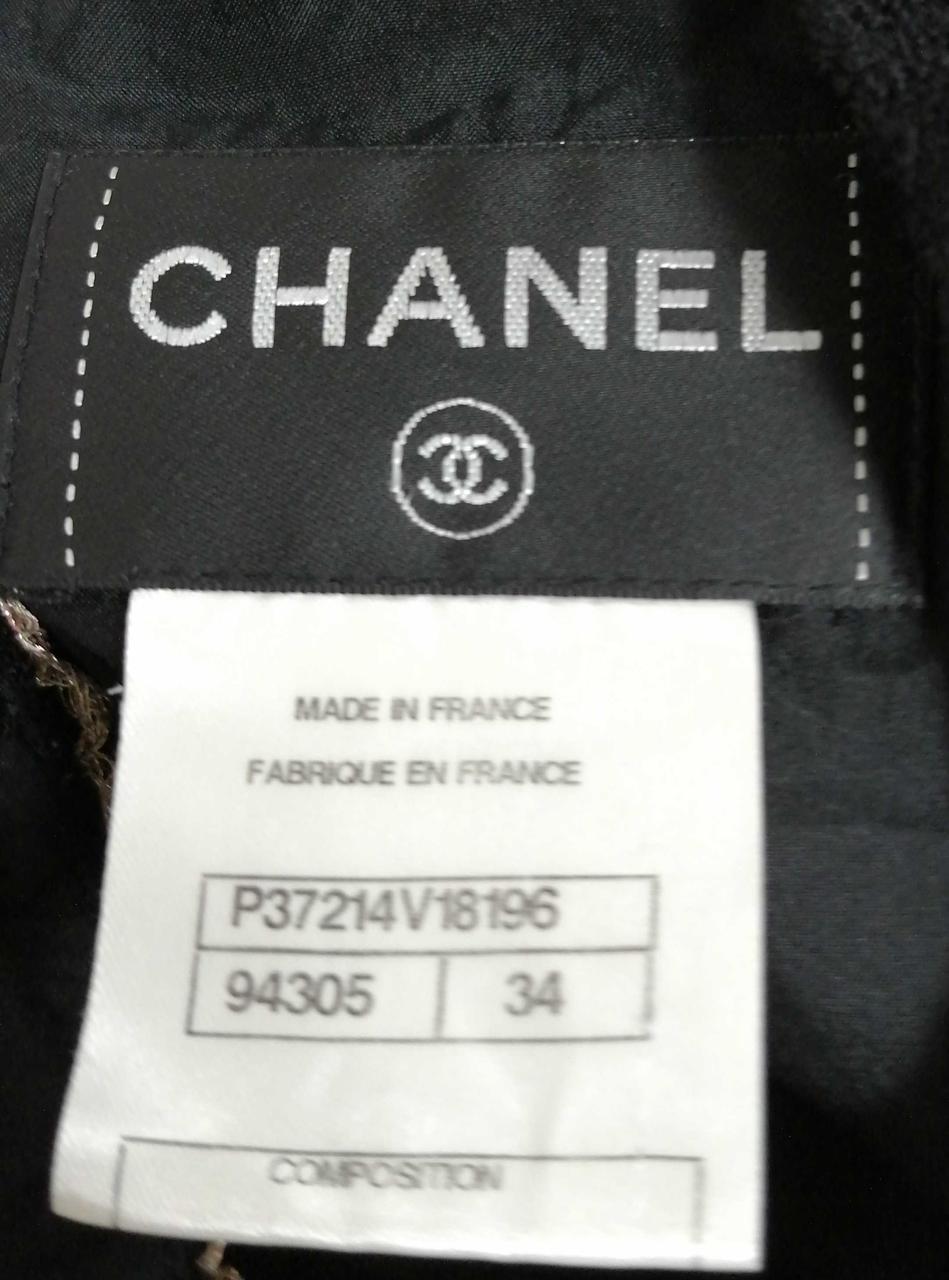 CHANEL
MADE IN FRANCE
FABRIQUE EN FRANCE
P37214V18196
94305 34
COMPOSITION